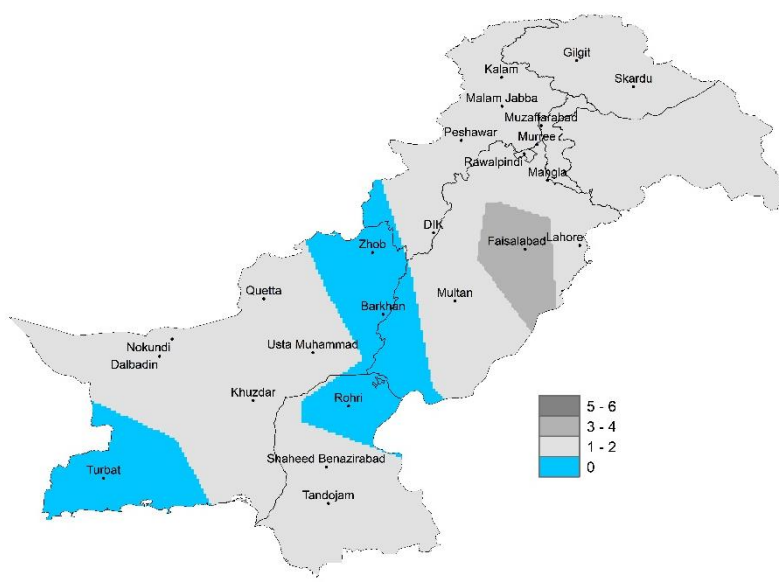 Gilgit
Kalam
Skardu
Malam Jabba
Muzaffarabad
Peshawar
Murree
Rawalpindi
Mangla
DIK
Zhob
Faisalabad
Lahore
Quetta
Multan
Barkhan
Nokundi
Usta Muhammad
Dalbadin
Khuzdar
Rohri
5 - 6
3 - 4
1 - 2
0
Shaheed Benazirabad
Turbat
Tandojam